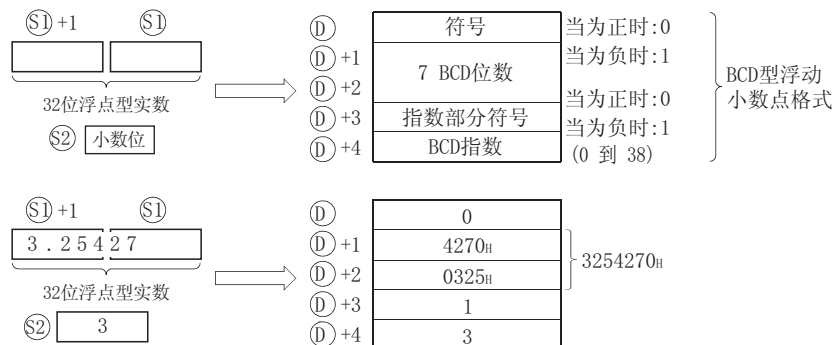 S1 +1 S1
32位浮点型实数
S2 小数位
D 符号 当为正时:0
D +1 7 BCD位数 当为负时:1
D +2 当为正时:0
D +3 指数部分符号 当为负时:1
D +4 BCD指数 (0 到 38)
BCD型浮动
小数点格式
S1 +1 S1
3.25427
32位浮点型实数
S2 3
D 0
D +1 4270H
D +2 0325H
3254270H
D +3 1
D +4 3